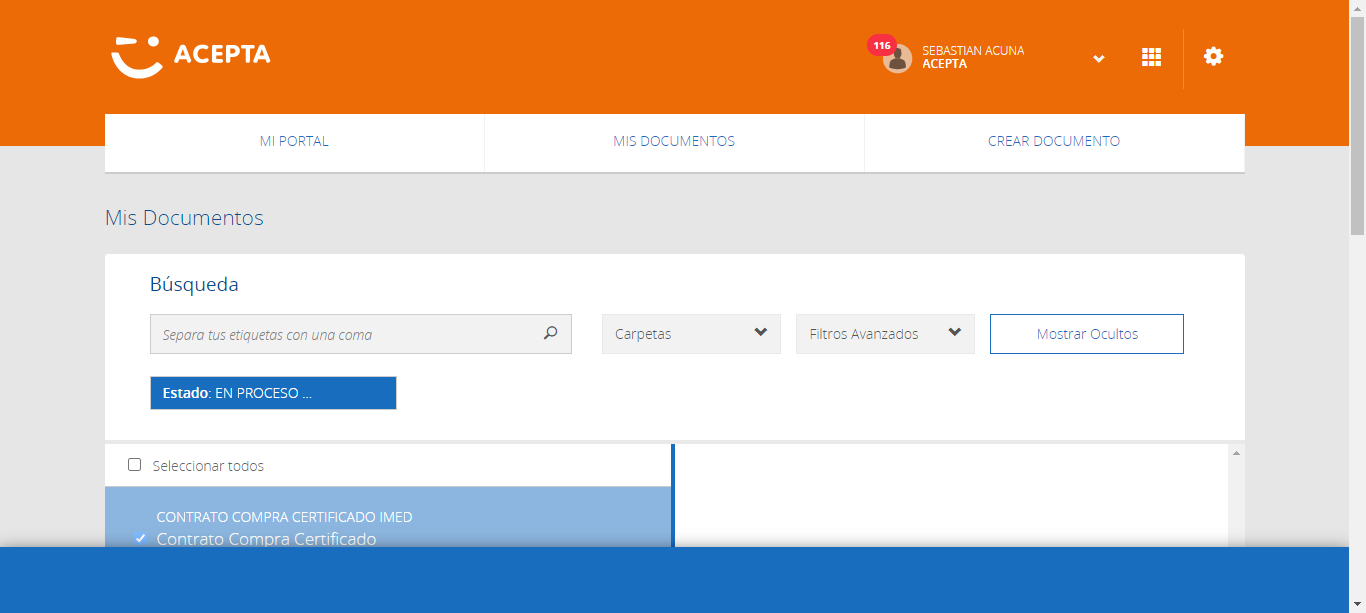 ACEPTA
116
SEBASTIAN ACUNA
ACEPTA
MI PORTAL
MIS DOCUMENTOS
CREAR DOCUMENTO
Mis Documentos
Búsqueda
Separa tus etiquetas con una coma
Carpetas
Filtros Avanzados
Mostrar Ocultos
Estado: EN PROCESO ...
Seleccionar todos
CONTRATO COMPRA CERTIFICADO IMED
Contrato Compra Certificado